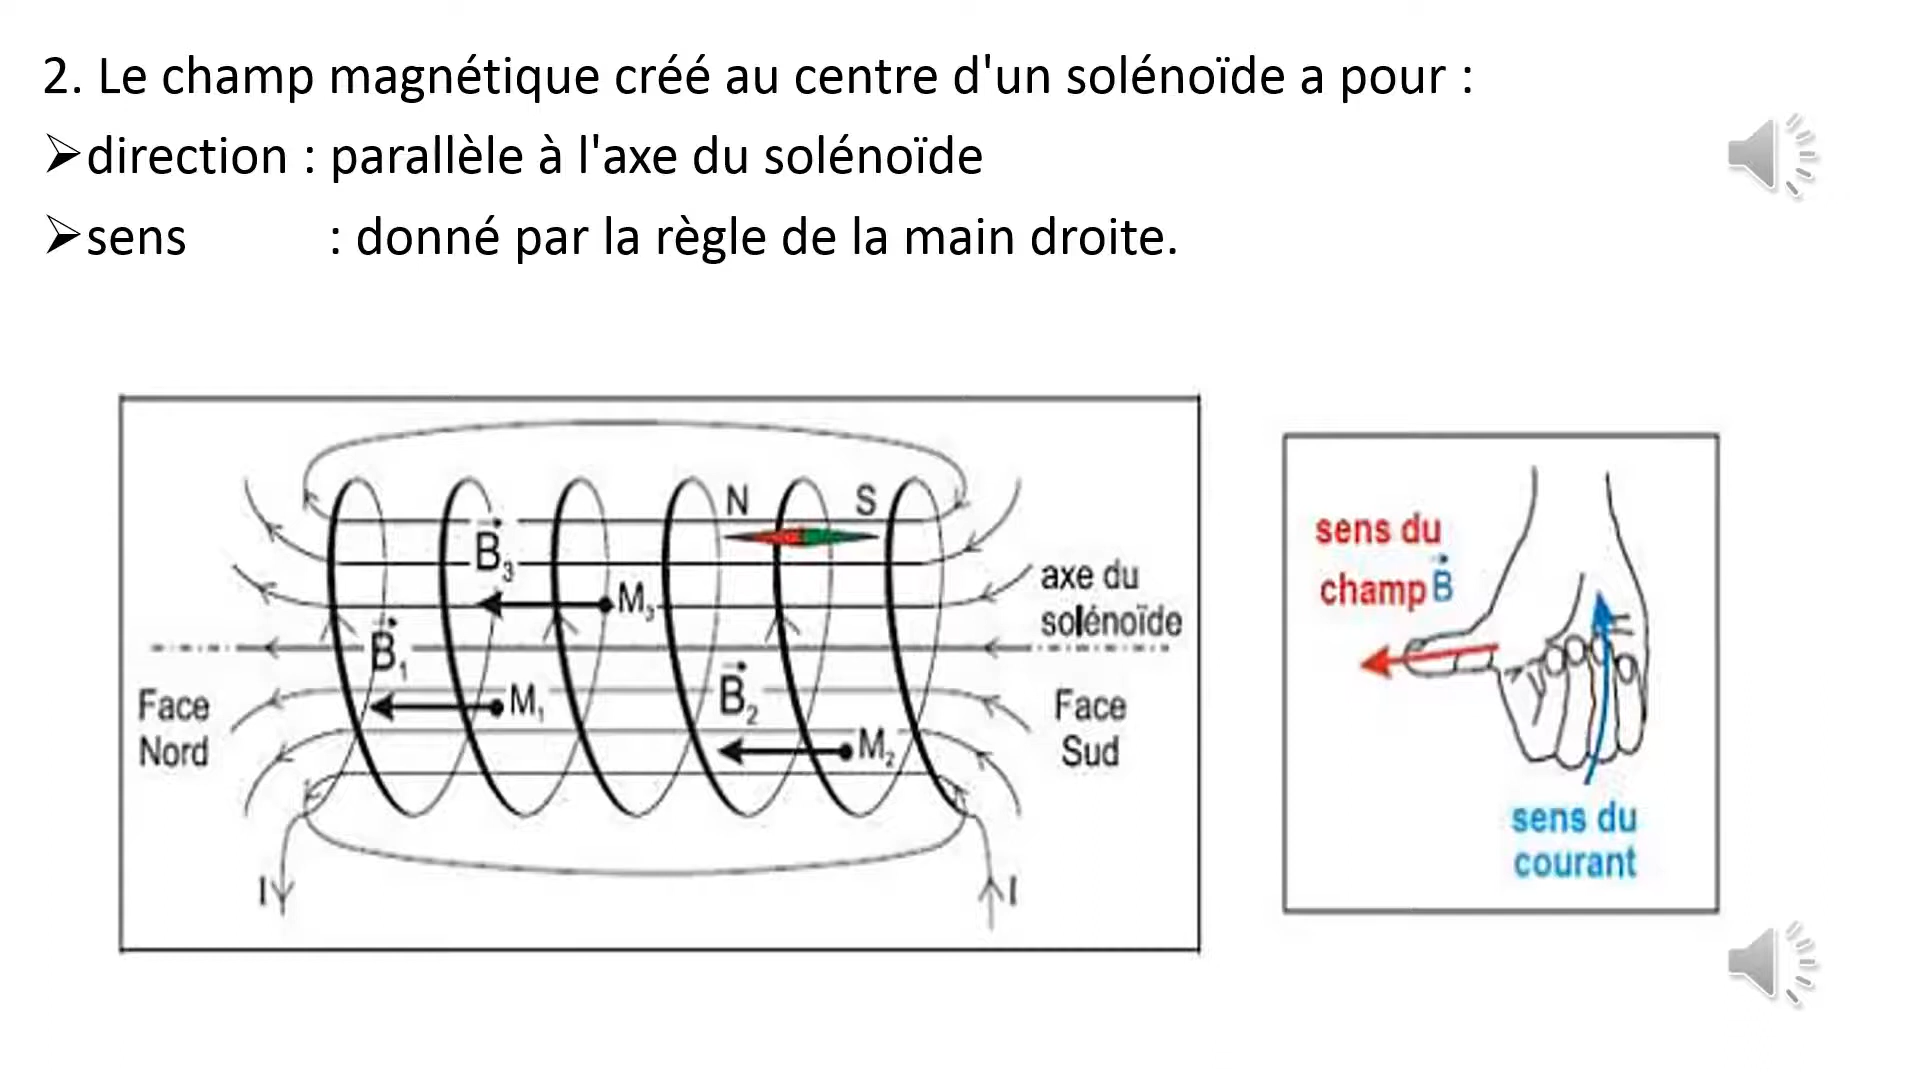 2. Le champ magnétique créé au centre d'un solénoïde a pour :
➢direction : parallèle à l'axe du solénoïde
➢sens : donné par la règle de la main droite.
N S
B₃
M₃
axe du
solénoïde
B₁
Face
Nord
M₁
B₂
M₂
Face
Sud
I I
sens du
champ B
sens du
courant